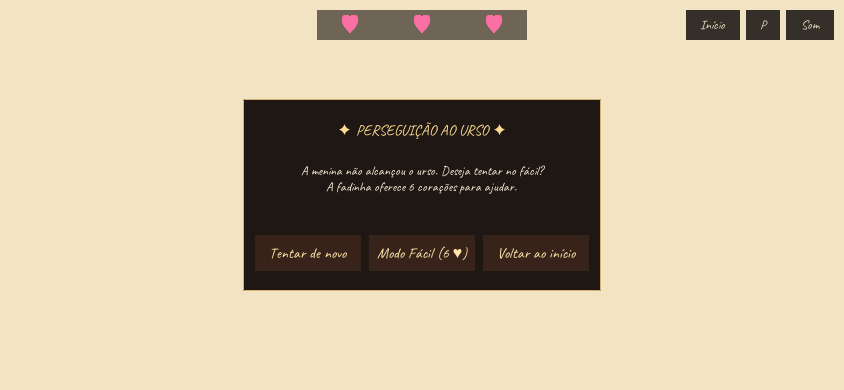 Início
P
Som
✦ PERSEGUIÇÃO AO URSO ✦
A menina não alcançou o urso. Deseja tentar no fácil?
A fadinha oferece 6 corações para ajudar.
Tentar de novo
Modo Fácil (6 ♥)
Voltar ao início